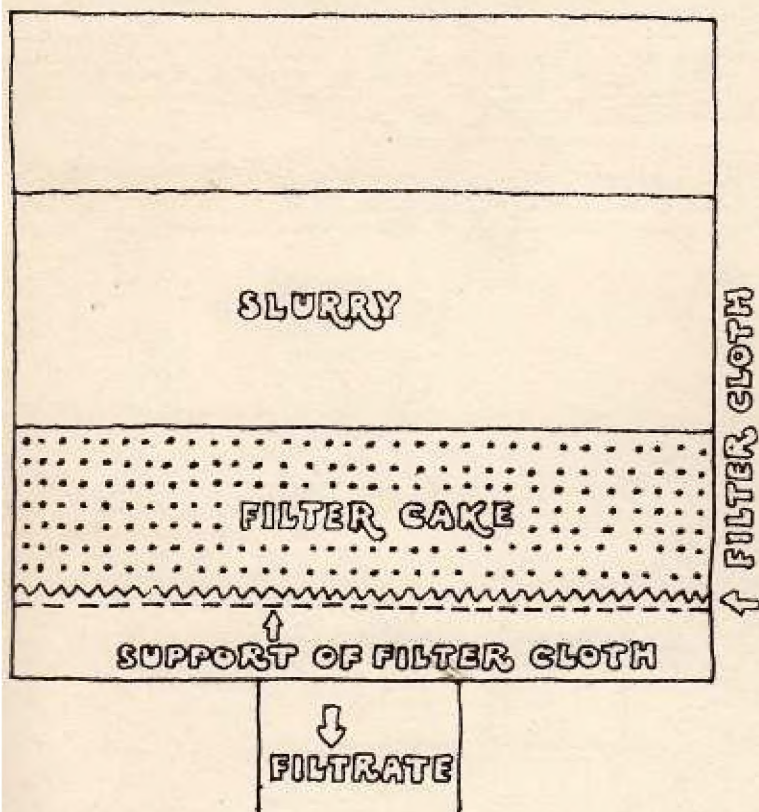 SLURRY
FILTER CLOTH
FILTER CAKE
SUPPORT OF FILTER CLOTH
FILTRATE